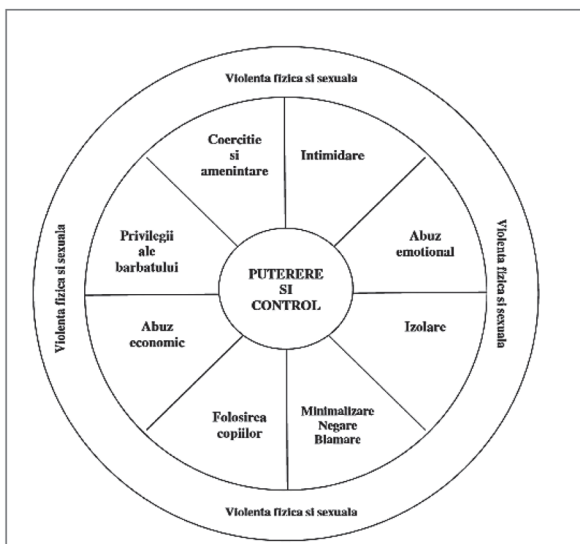 Violenta fizica si sexuala
Coercitie
si
amenintare
Intimidare
Privilegii
ale
barbatului
Abuz
emotional
Violenta fizica si sexuala
PUTERERE
SI
CONTROL
Violenta fizica si sexuala
Abuz
economic
Izolare
Folosirea
copiilor
Minimalizare
Negare
Blamare
Violenta fizica si sexuala